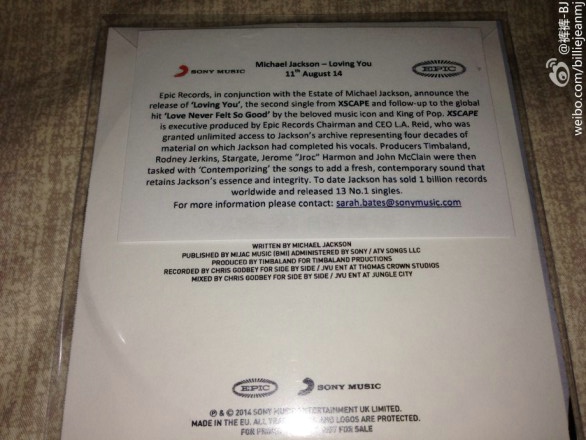 SONY MUSIC
Michael Jackson – Loving You
11th August 14
EPIC
Epic Records, in conjunction with the Estate of Michael Jackson, announce the
release of ‘Loving You’, the second single from XSCAPE and follow-up to the global
hit ‘Love Never Felt So Good’ by the beloved music icon and King of Pop. XSCAPE
is executive produced by Epic Records Chairman and CEO L.A. Reid, who was
granted unlimited access to Jackson’s archive representing four decades of
material on which Jackson had completed his vocals. Producers Timbaland,
Rodney Jerkins, Stargate, Jerome “Jroc” Harmon and John McClain were then
tasked with ‘Contemporizing’ the songs to add a fresh, contemporary sound that
retains Jackson’s essence and integrity. To date Jackson has sold 1 billion records
worldwide and released 13 No.1 singles.
For more information please contact: sarah.bates@sonymusic.com
WRITTEN BY MICHAEL JACKSON
PUBLISHED BY MIJAC MUSIC (BMI) ADMINISTERED BY SONY / ATV SONGS LLC
PRODUCED BY TIMBALAND FOR TIMBALAND PRDUCTIONS
RECORDED BY CHRIS GODBEY FOR SIDE BY SIDE / JVU ENT AT THOMAS CROWN STUDIOS
MIXED BY CHRIS GODBEY FOR SIDE BY SIDE / JVU ENT AT JUNGLE CITY
EPIC
SONY MUSIC
℗ & © 2014 SONY MUSIC ENTERTAINMENT UK LIMITED.
MADE IN THE EU. ALL AND LOGOS ARE PROTECTED.
FOR NOT FOR SALE
@裤裤-BJ
weibo.com/billiejeanmj